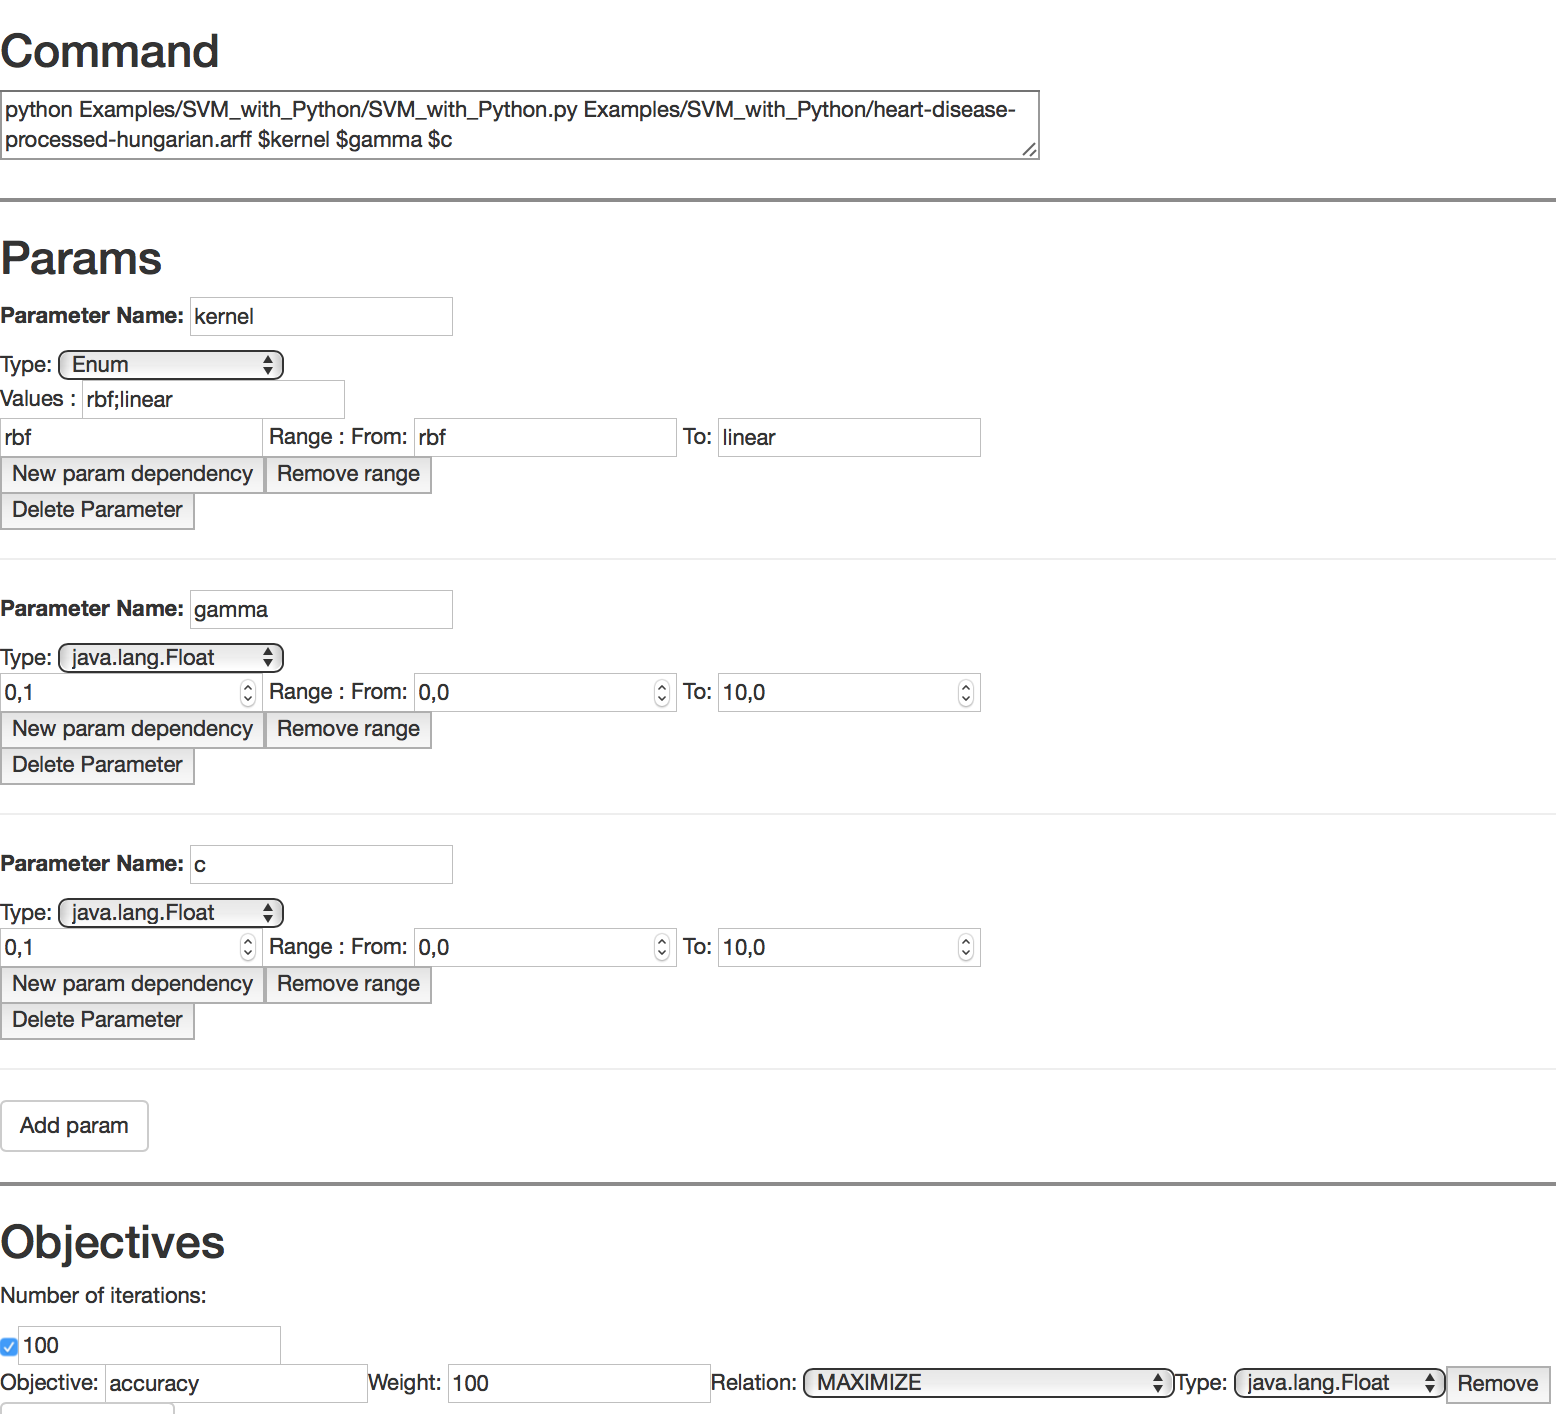 Command
python Examples/SVM_with_Python/SVM_with_Python.py Examples/SVM_with_Python/heart-disease-
processed-hungarian.arff $kernel $gamma $c
Params
Parameter Name: kernel
Type: Enum
Values : rbf;linear
rbf Range : From: rbf To: linear
New param dependency Remove range
Delete Parameter
Parameter Name: gamma
Type: java.lang.Float
0,1 Range : From: 0,0 To: 10,0
New param dependency Remove range
Delete Parameter
Parameter Name: c
Type: java.lang.Float
0,1 Range : From: 0,0 To: 10,0
New param dependency Remove range
Delete Parameter
Add param
Objectives
Number of iterations:
100
Objective: accuracy Weight: 100 Relation: MAXIMIZE Type: java.lang.Float Remove